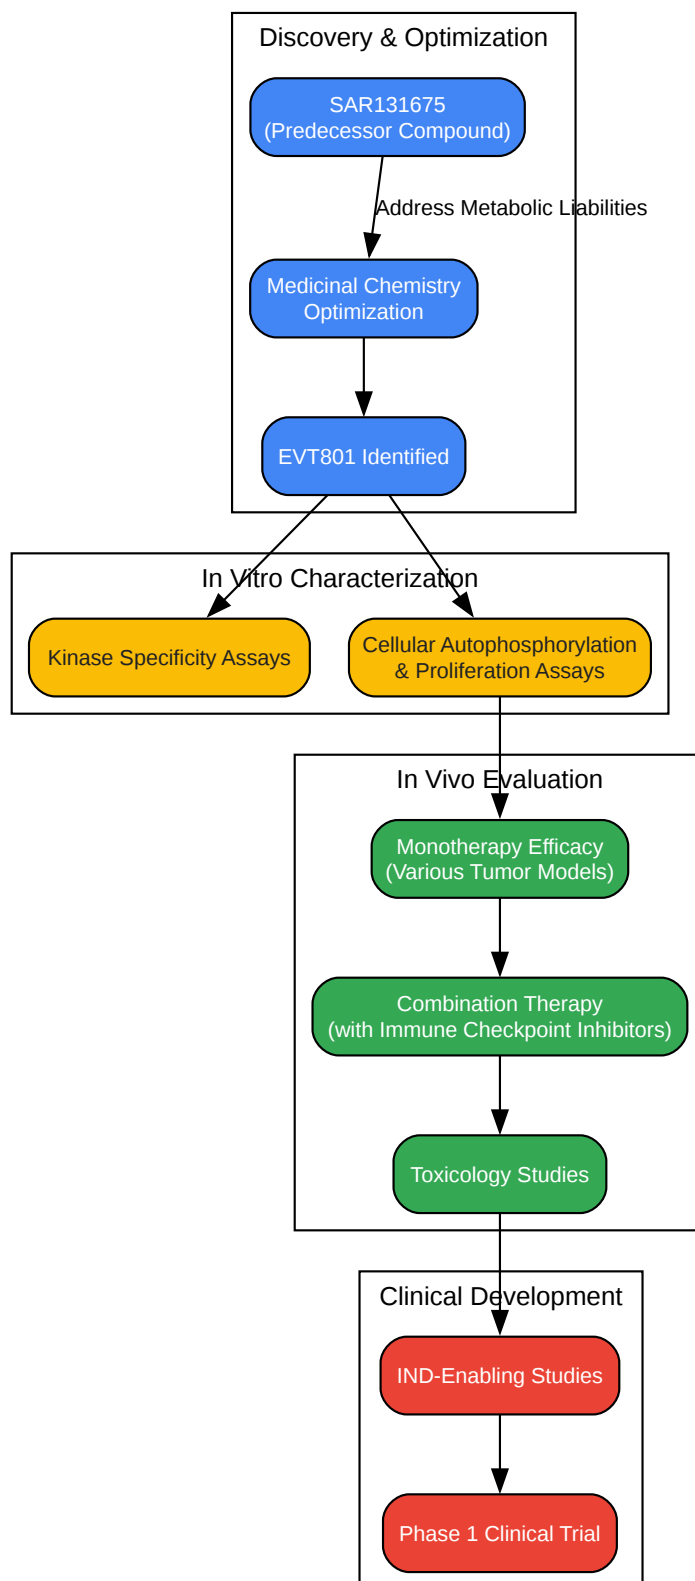 Discovery & Optimization
SAR131675
(Predecessor Compound)
Address Metabolic Liabilities
Medicinal Chemistry
Optimization
EVT801 Identified
In Vitro Characterization
Kinase Specificity Assays
Cellular Autophosphorylation
& Proliferation Assays
In Vivo Evaluation
Monotherapy Efficacy
(Various Tumor Models)
Combination Therapy
(with Immune Checkpoint Inhibitors)
Toxicology Studies
Clinical Development
IND-Enabling Studies
Phase 1 Clinical Trial